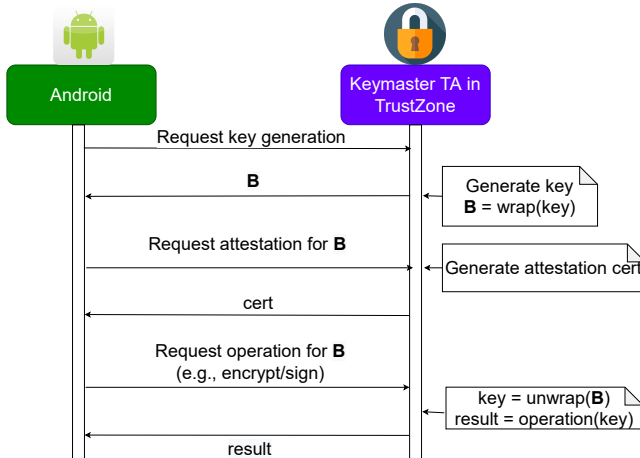 Android
Keymaster TA in
TrustZone
Request key generation
B
Generate key
B = wrap(key)
Request attestation for B
Generate attestation cert
cert
Request operation for B
(e.g., encrypt/sign)
key = unwrap(B)
result = operation(key)
result